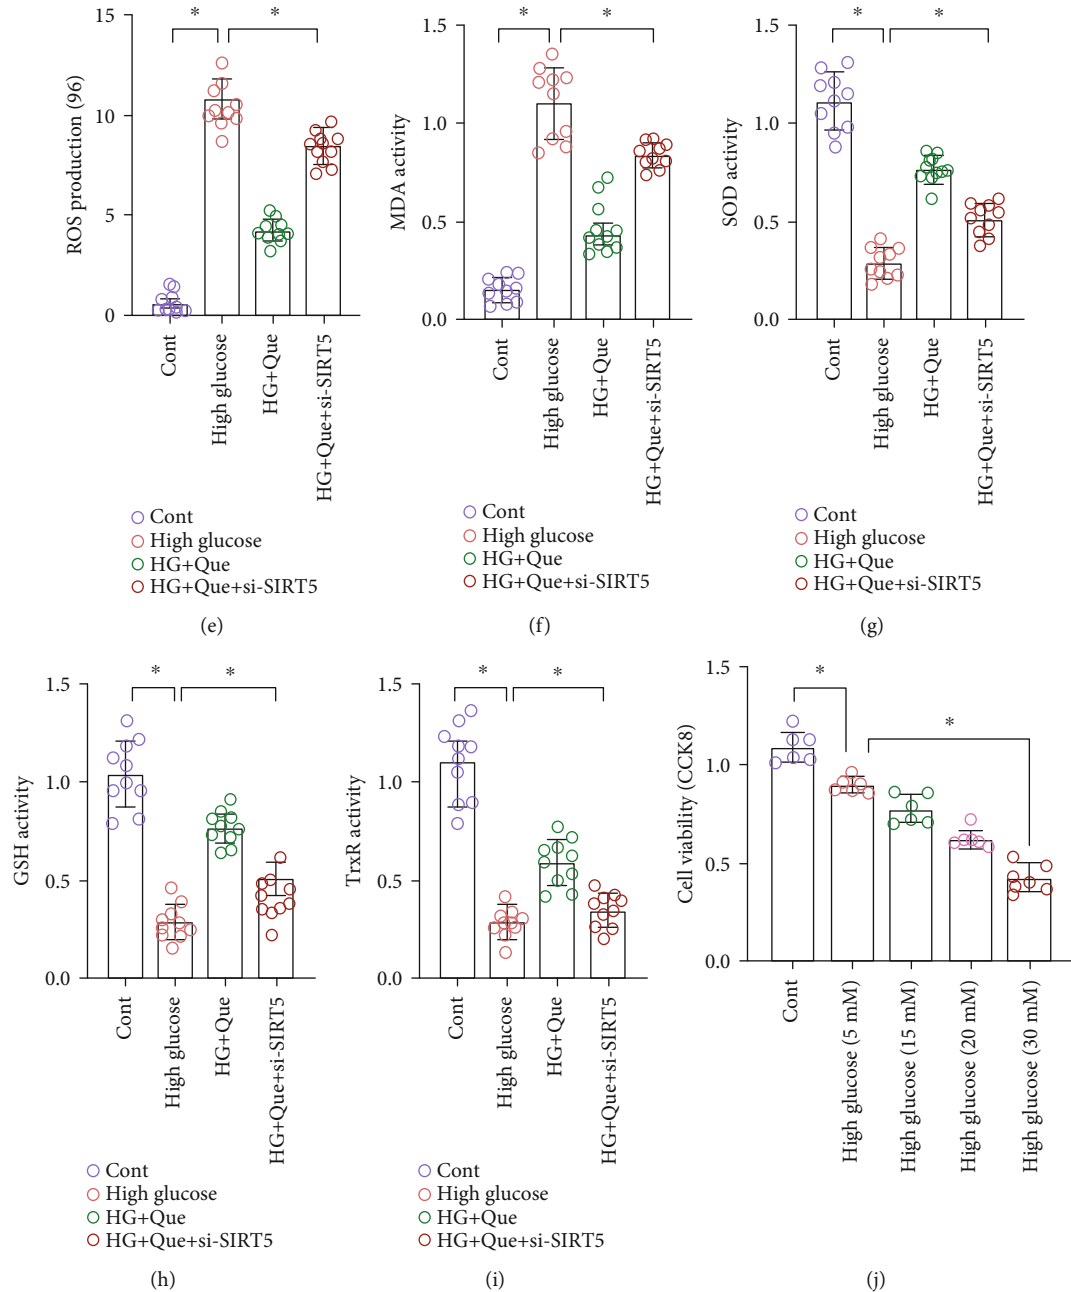 *
*
ROS production (96)
15
10
5
0
Cont
High glucose
HG+Que
HG+Que+si-SIRT5
Cont
High glucose
HG+Que
HG+Que+si-SIRT5
(e)
*
*
MDA activity
1.5
1.0
0.5
0.0
Cont
High glucose
HG+Que
HG+Que+si-SIRT5
Cont
High glucose
HG+Que
HG+Que+si-SIRT5
(f)
*
*
SOD activity
1.5
1.0
0.5
0.0
Cont
High glucose
HG+Que
HG+Que+si-SIRT5
Cont
High glucose
HG+Que
HG+Que+si-SIRT5
(g)
*
*
GSH activity
1.5
1.0
0.5
0.0
Cont
High glucose
HG+Que
HG+Que+si-SIRT5
Cont
High glucose
HG+Que
HG+Que+si-SIRT5
(h)
*
*
TrxR activity
1.5
1.0
0.5
0.0
Cont
High glucose
HG+Que
HG+Que+si-SIRT5
Cont
High glucose
HG+Que
HG+Que+si-SIRT5
(i)
*
*
Cell viability (CCK8)
1.5
1.0
0.5
0.0
Cont
High glucose (5 mM)
High glucose (15 mM)
High glucose (20 mM)
High glucose (30 mM)
(j)